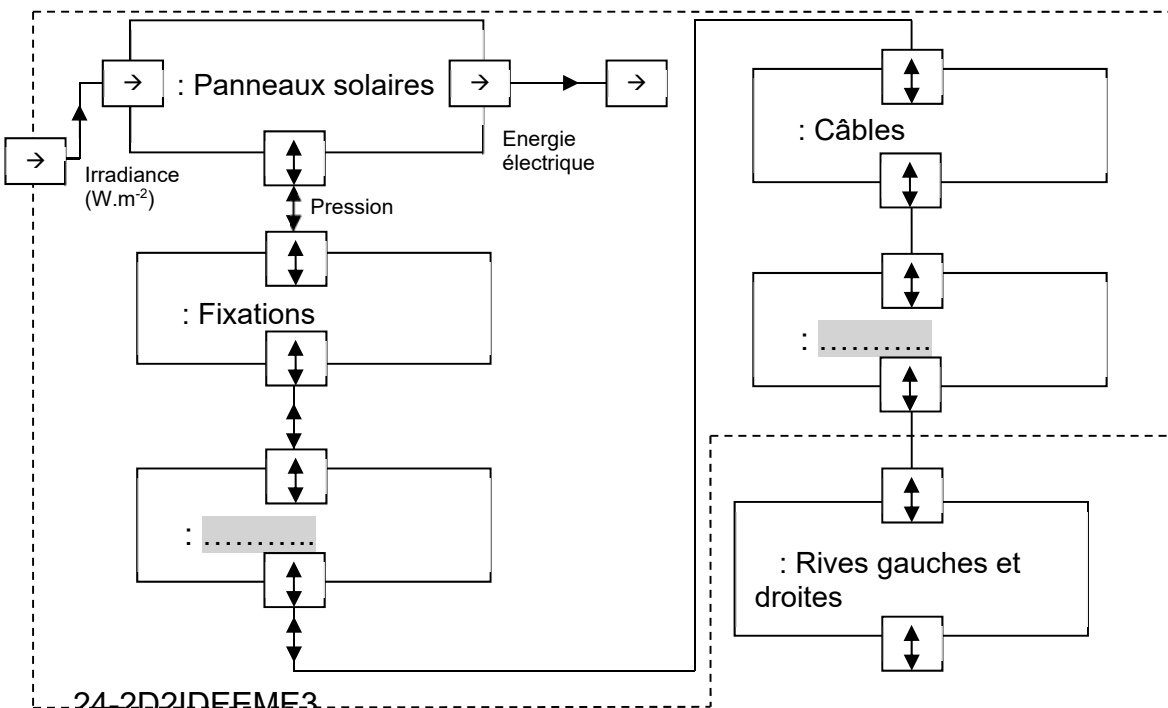 : Panneaux solaires
Irradiance
(W.m-2)
Energie
électrique
Pression
: Fixations
: ...........
: Câbles
: ...........
: Rives gauches et
droites
24-2D2IDEEME3